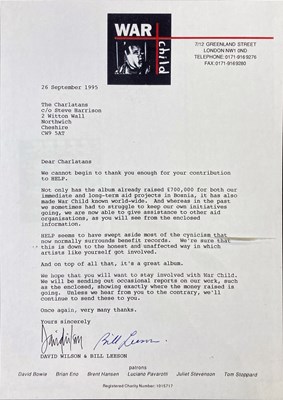 WAR
child
7/12 GREENLAND STREET
LONDON NW1 0ND
TELEPHONE: 0171-916 9276
FAX: 0171-916 9280
26 September 1995
The Charlatans
c/o Steve Harrison
2 Witton Wall
Northwich
Cheshire
CW9 5AT
Dear Charlatans
We cannot begin to thank you enough for your contribution
to HELP.
Not only has the album already raised £700,000 for both our
immediate and long-term aid projects in Bosnia, it has also
made War Child known world-wide. And whereas in the past
we sometimes had to struggle to keep our own initiatives
going, we are now able to give assistance to other aid
organisations, as you will see from the enclosed
information.
HELP seems to have swept aside most of the cynicism that
now normally surrounds benefit records. We're sure that
this is down to the honest and unaffected way in which
artists like yourself got involved.
And on top of all that, it's a great album.
We hope that you will want to stay involved with War Child.
We will be sending out occasional reports on our work, such
as the enclosed, showing exactly where the money raised is
going. Unless we hear from you to the contrary, we'll
continue to send these to you.
Once again, very many thanks.
Yours sincerely
David Wilson Bill Leeson.
DAVID WILSON & BILL LEESON
patrons
David Bowie Brian Eno Brent Hansen Luciano Pavarotti Juliet Stevenson Tom Stoppard
Registered Charity Number: 1015717